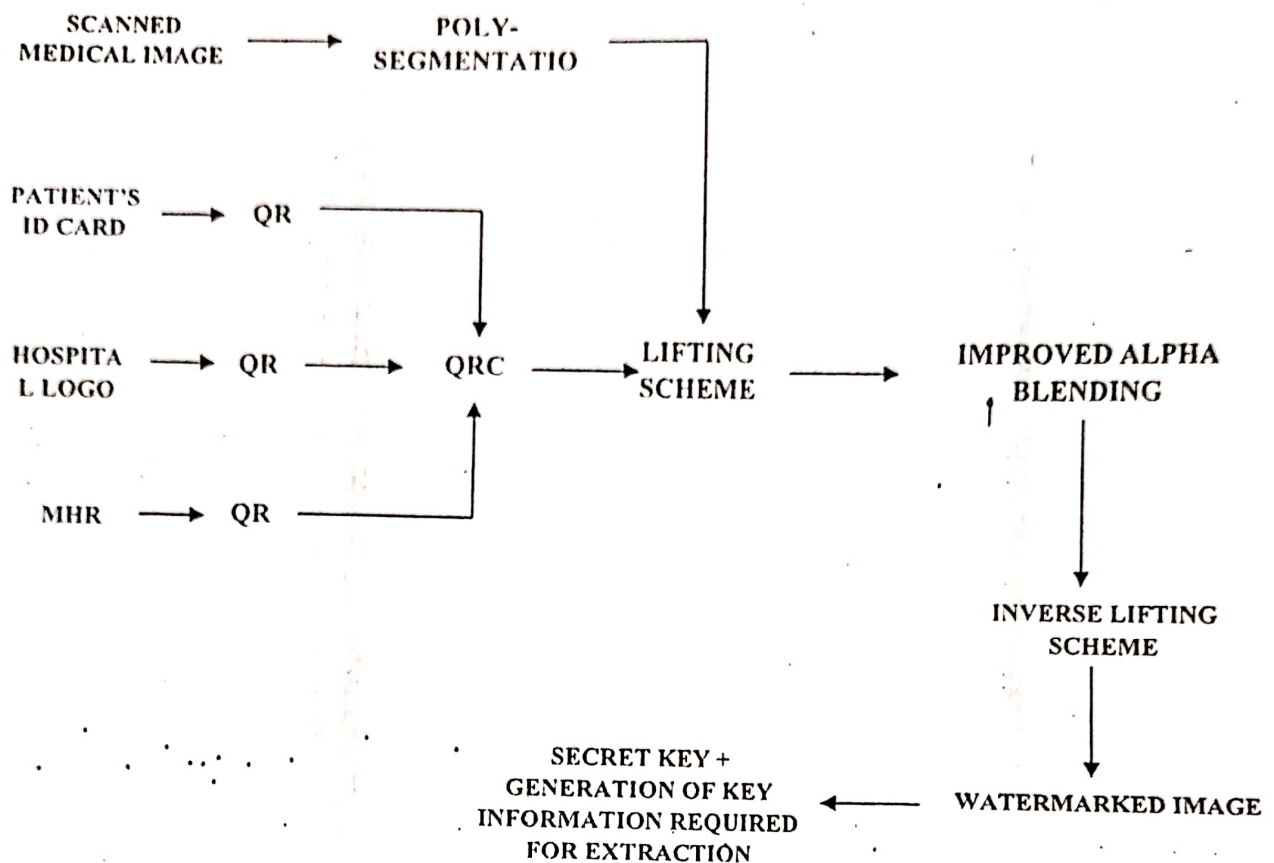 SCANNED
MEDICAL IMAGE
POLY-
SEGMENTATIO
PATIENT'S
ID CARD
QR
HOSPITA
L LOGO
QR
QRC
LIFTING
SCHEME
IMPROVED ALPHA
BLENDING
MHR
QR
INVERSE LIFTING
SCHEME
WATERMARKED IMAGE
SECRET KEY +
GENERATION OF KEY
INFORMATION REQUIRED
FOR EXTRACTION